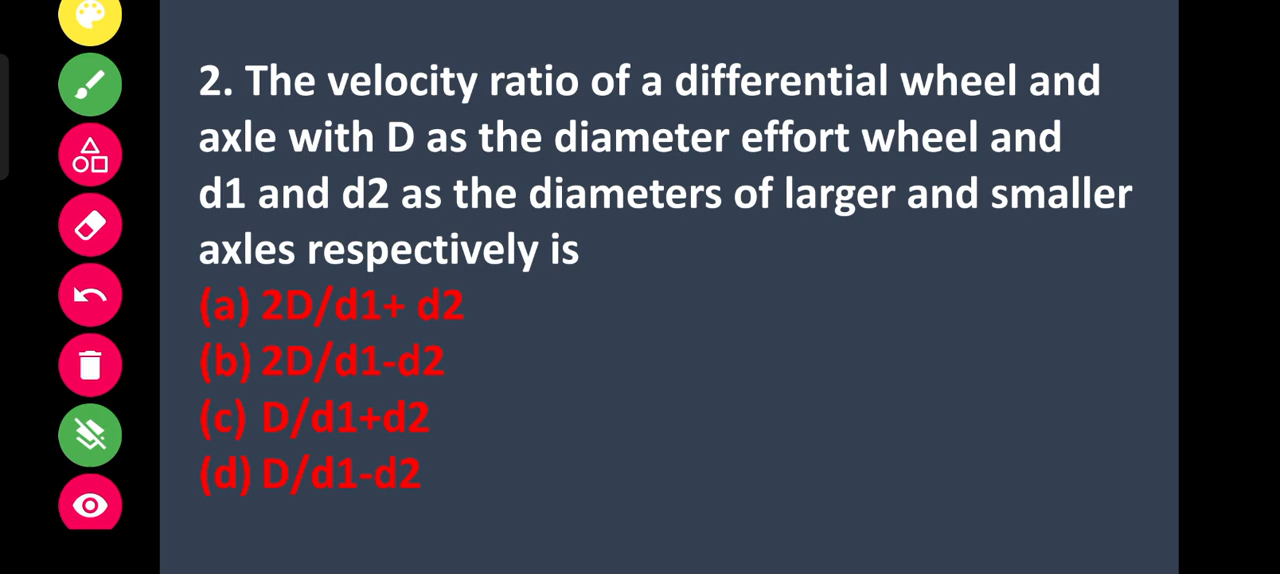 2. The velocity ratio of a differential wheel and
axle with D as the diameter effort wheel and
d1 and d2 as the diameters of larger and smaller
axles respectively is
(a) 2D/d1+ d2
(b) 2D/d1-d2
(c) D/d1+d2
(d) D/d1-d2